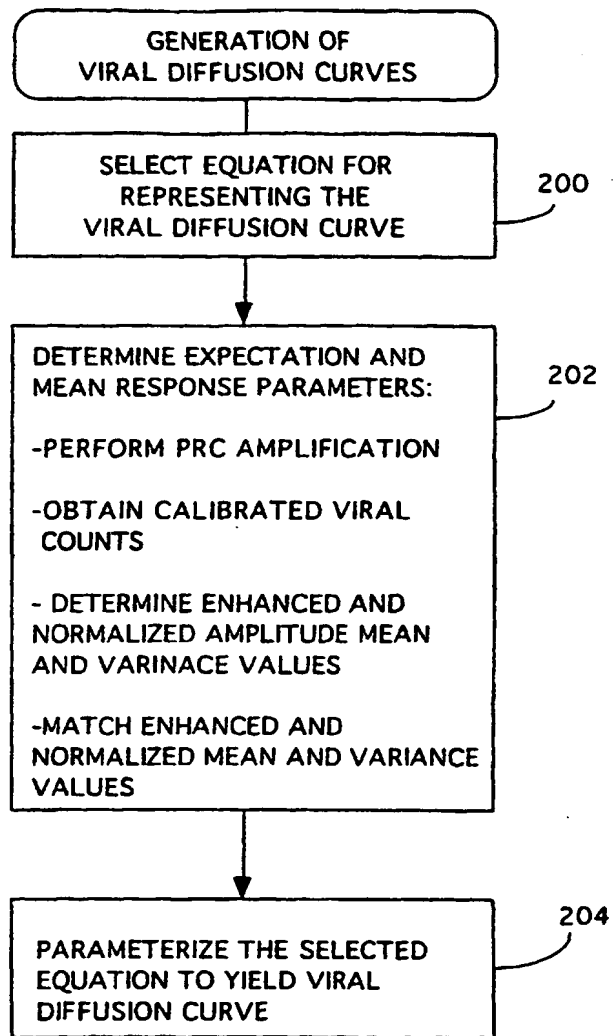 GENERATION OF
VIRAL DIFFUSION CURVES
SELECT EQUATION FOR
REPRESENTING THE
VIRAL DIFFUSION CURVE
200
DETERMINE EXPECTATION AND
MEAN RESPONSE PARAMETERS:
202
-PERFORM PRC AMPLIFICATION
-OBTAIN CALIBRATED VIRAL
COUNTS
- DETERMINE ENHANCED AND
NORMALIZED AMPLITUDE MEAN
AND VARINACE VALUES
-MATCH ENHANCED AND
NORMALIZED MEAN AND VARIANCE
VALUES
204
PARAMETERIZE THE SELECTED
EQUATION TO YIELD VIRAL
DIFFUSION CURVE